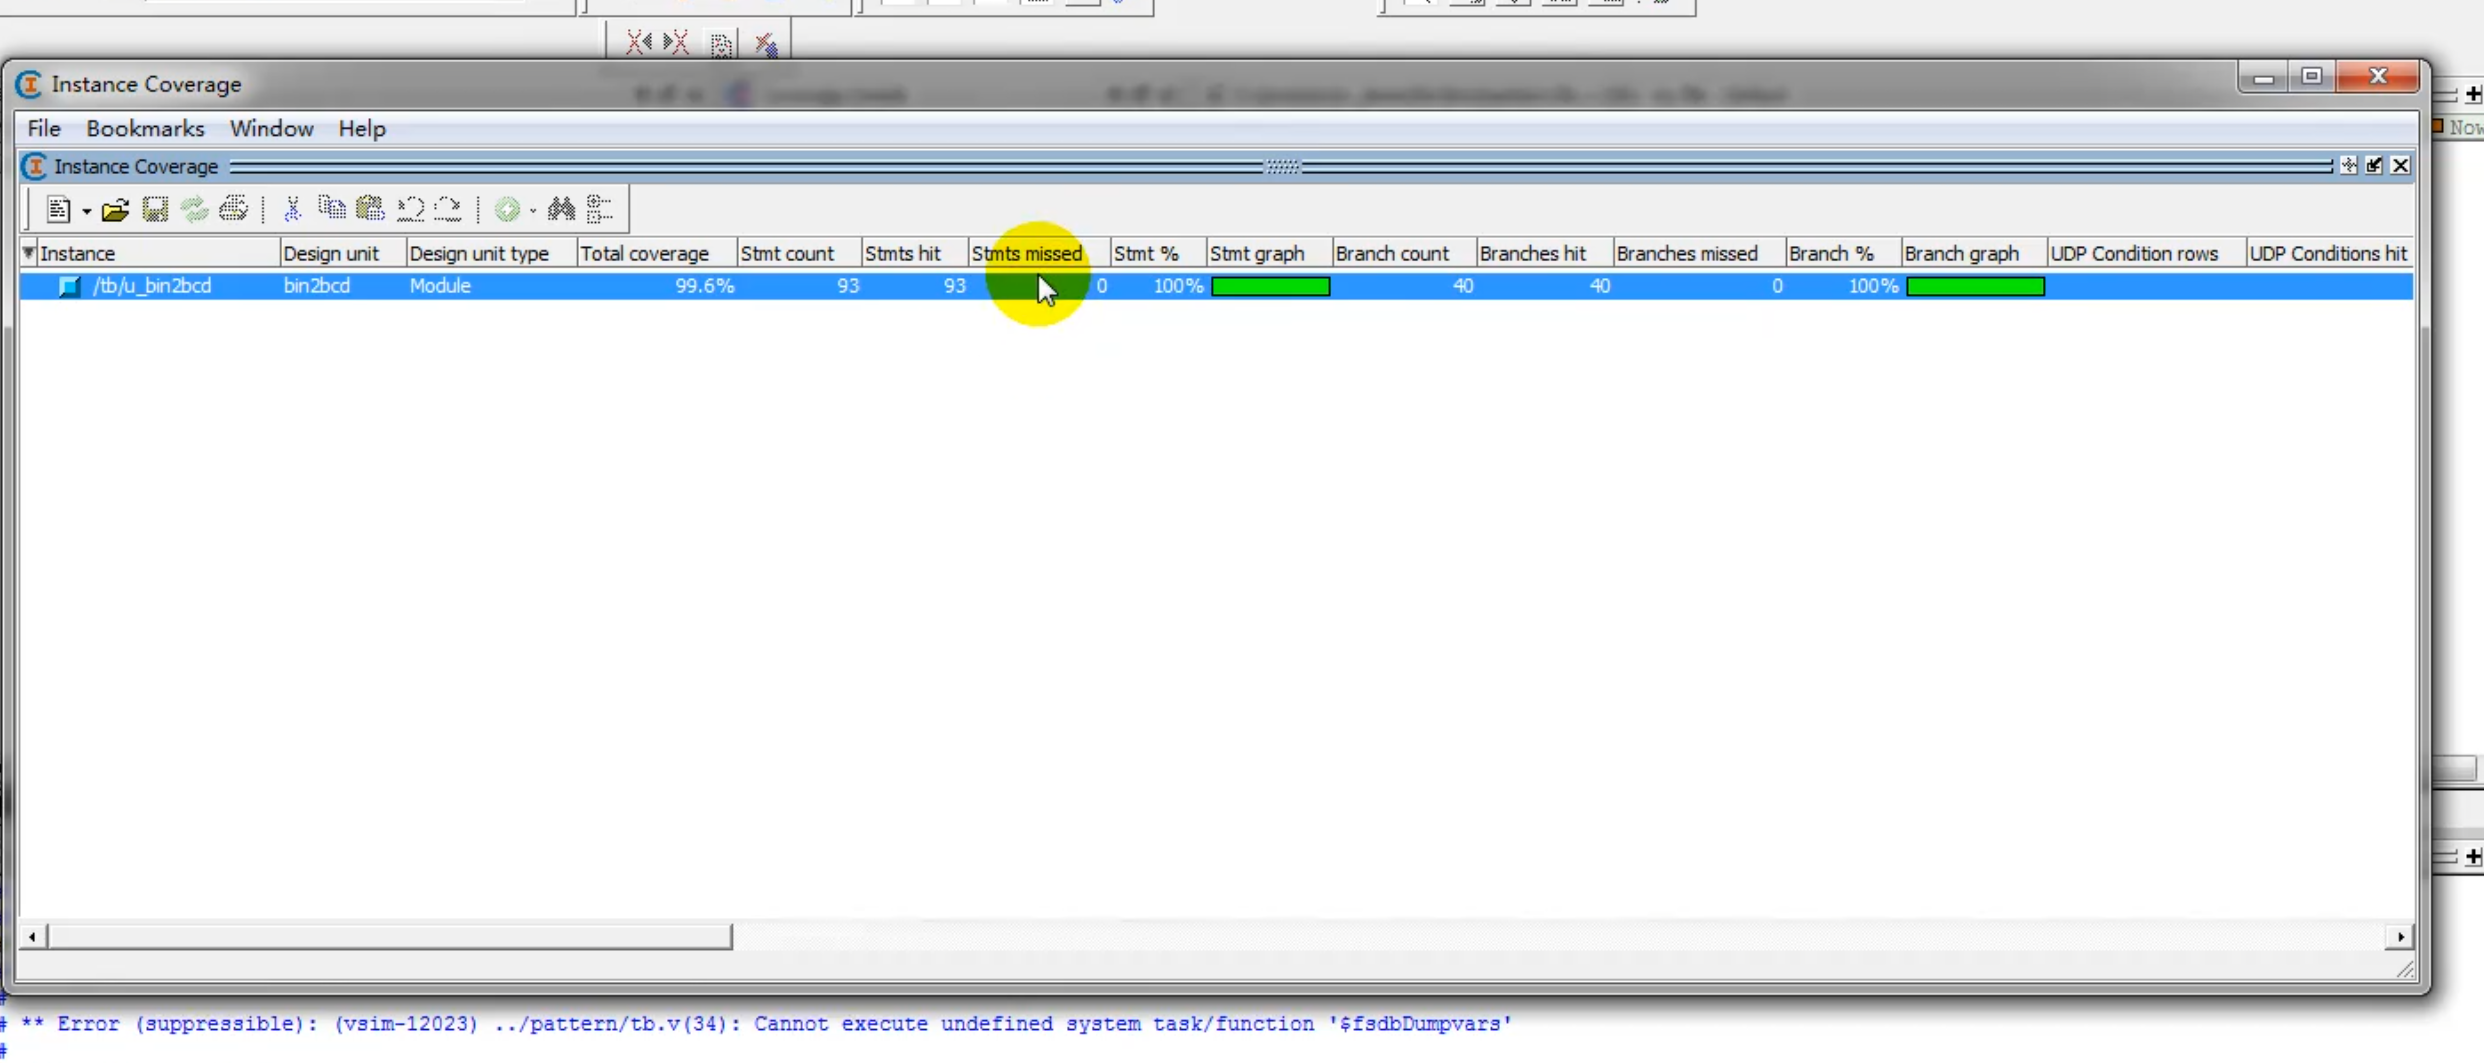 Instance Coverage
File Bookmarks Window Help
Now
Instance Coverage
Instance Design unit Design unit type Total coverage Stmt count Stmts hit Stmts missed Stmt % Stmt graph Branch count Branches hit Branches missed Branch % Branch graph UDP Condition rows UDP Conditions hit
/tb/u_bin2bcd bin2bcd Module 99.6% 93 93 0 100% 40 40 0 100%
#
# ** Error (suppressible): (vsim-12023) ../pattern/tb.v(34): Cannot execute undefined system task/function '$fsdbDumpvars'
#